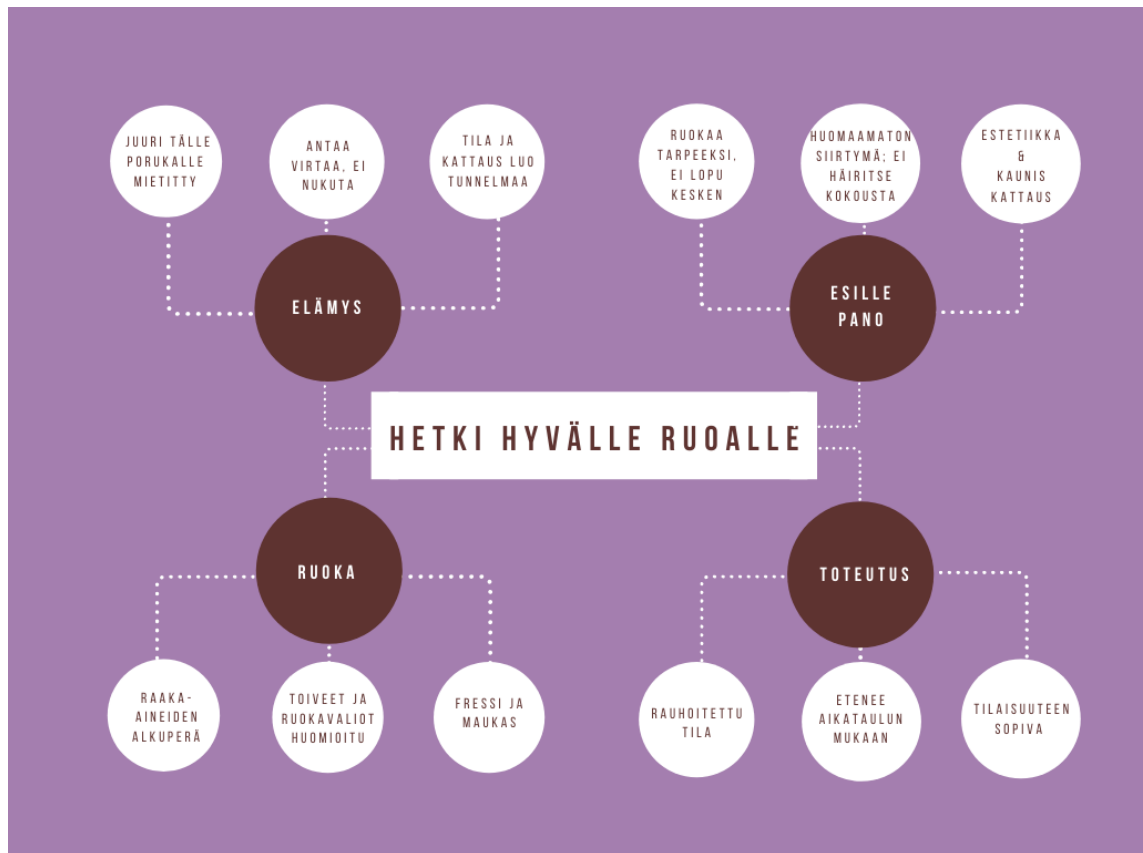 JUURI TÄLLE
PORUKALLE
MIETITTY
ANTAA
VIRTAA, EI
NUKUTA
TILA JA
KATTAUS LUO
TUNNELMAA
RUOKAA
TARPEEKSI,
EI LOPU
KESKEN
HUOMAAMATON
SIIRTYMÄ; EI
HÄIRITSE
KOKOUSTA
ESTETIIKKA
&
KAUNIS
KATTAUS
ELÄMYS
ESILLE
PANO
HETKI HYVÄLLE RUOALLE
RUOKA
TOTEUTUS
RAAKA-
AINEIDEN
ALKUPERÄ
TOIVEET JA
RUOKAVALIOT
HUOMIOITU
FRESSI JA
MAUKAS
RAUHOITETTU
TILA
ETENEE
AIKATAULUN
MUKAAN
TILAISUUTEEN
SOPIVA